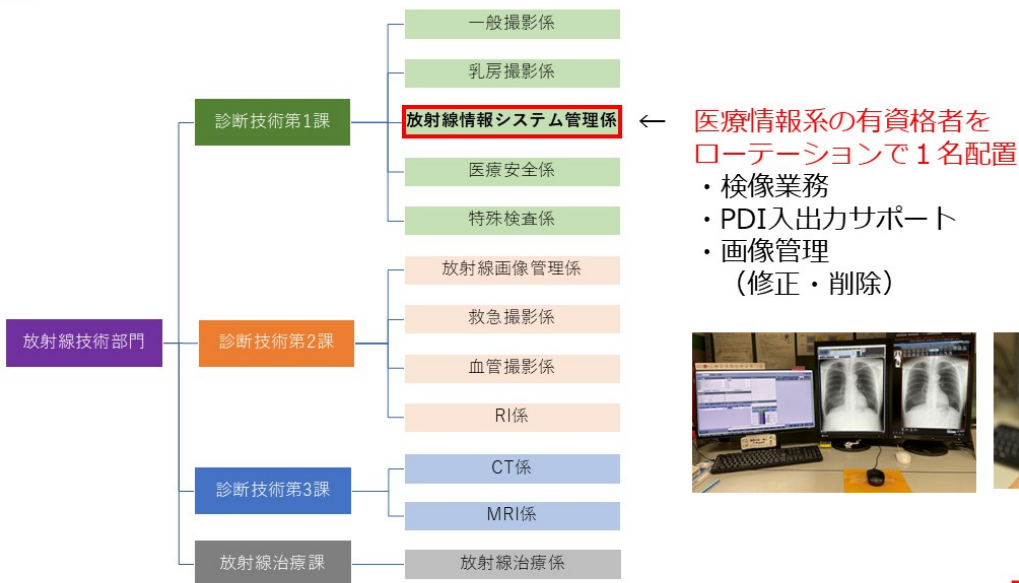 放射線技術部門
診断技術第1課
一般撮影係
乳房撮影係
放射線情報システム管理係
医療安全係
特殊検査係
診断技術第2課
放射線画像管理係
救急撮影係
血管撮影係
RI係
診断技術第3課
CT係
MRI係
放射線治療課
放射線治療係
← 医療情報系の有資格者を
ローテーションで１名配置
・検像業務
・PDI入出力サポート
・画像管理
（修正・削除）